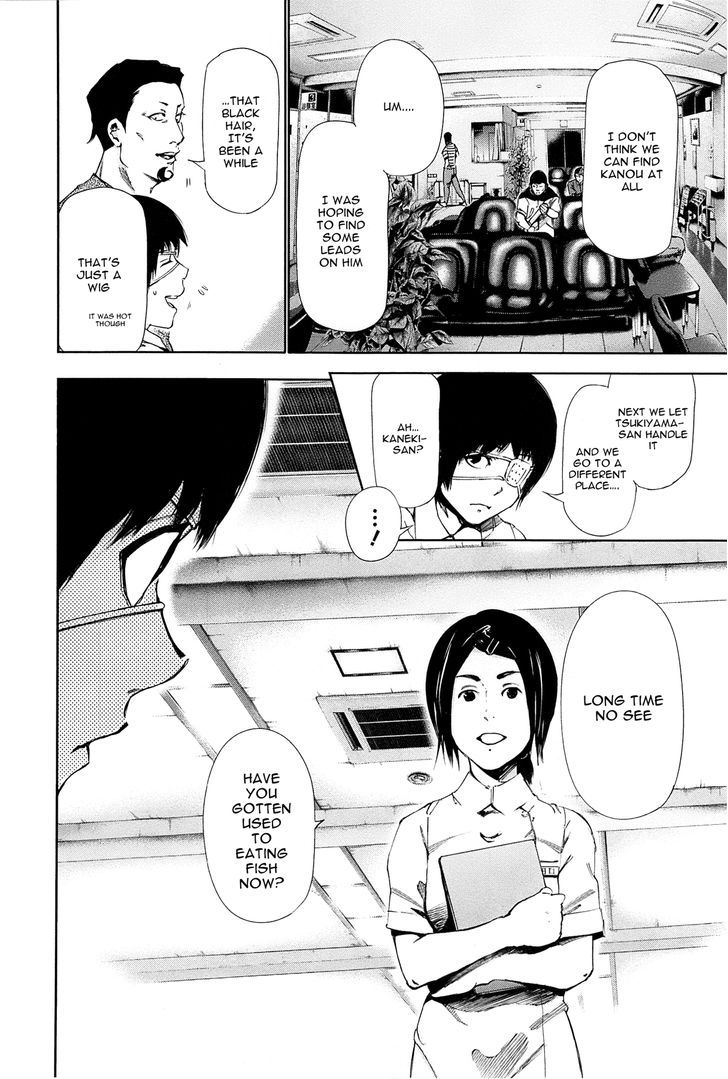 I DON'T
THINK WE
CAN FIND
KANOU AT
ALL
UM....
I WAS
HOPING
TO FIND
SOME
LEADS
ON HIM
...THAT
BLACK
HAIR,
IT'S
BEEN A
WHILE
THAT'S
JUST A
WIG
IT WAS HOT
THOUGH
NEXT WE LET
TSUKIYAMA-
SAN HANDLE
IT
AND WE
GO TO A
DIFFERENT
PLACE....
AH...
KANEKI-
SAN?
...!
LONG TIME
NO SEE
HAVE
YOU
GOTTEN
USED
TO
EATING
FISH
NOW?